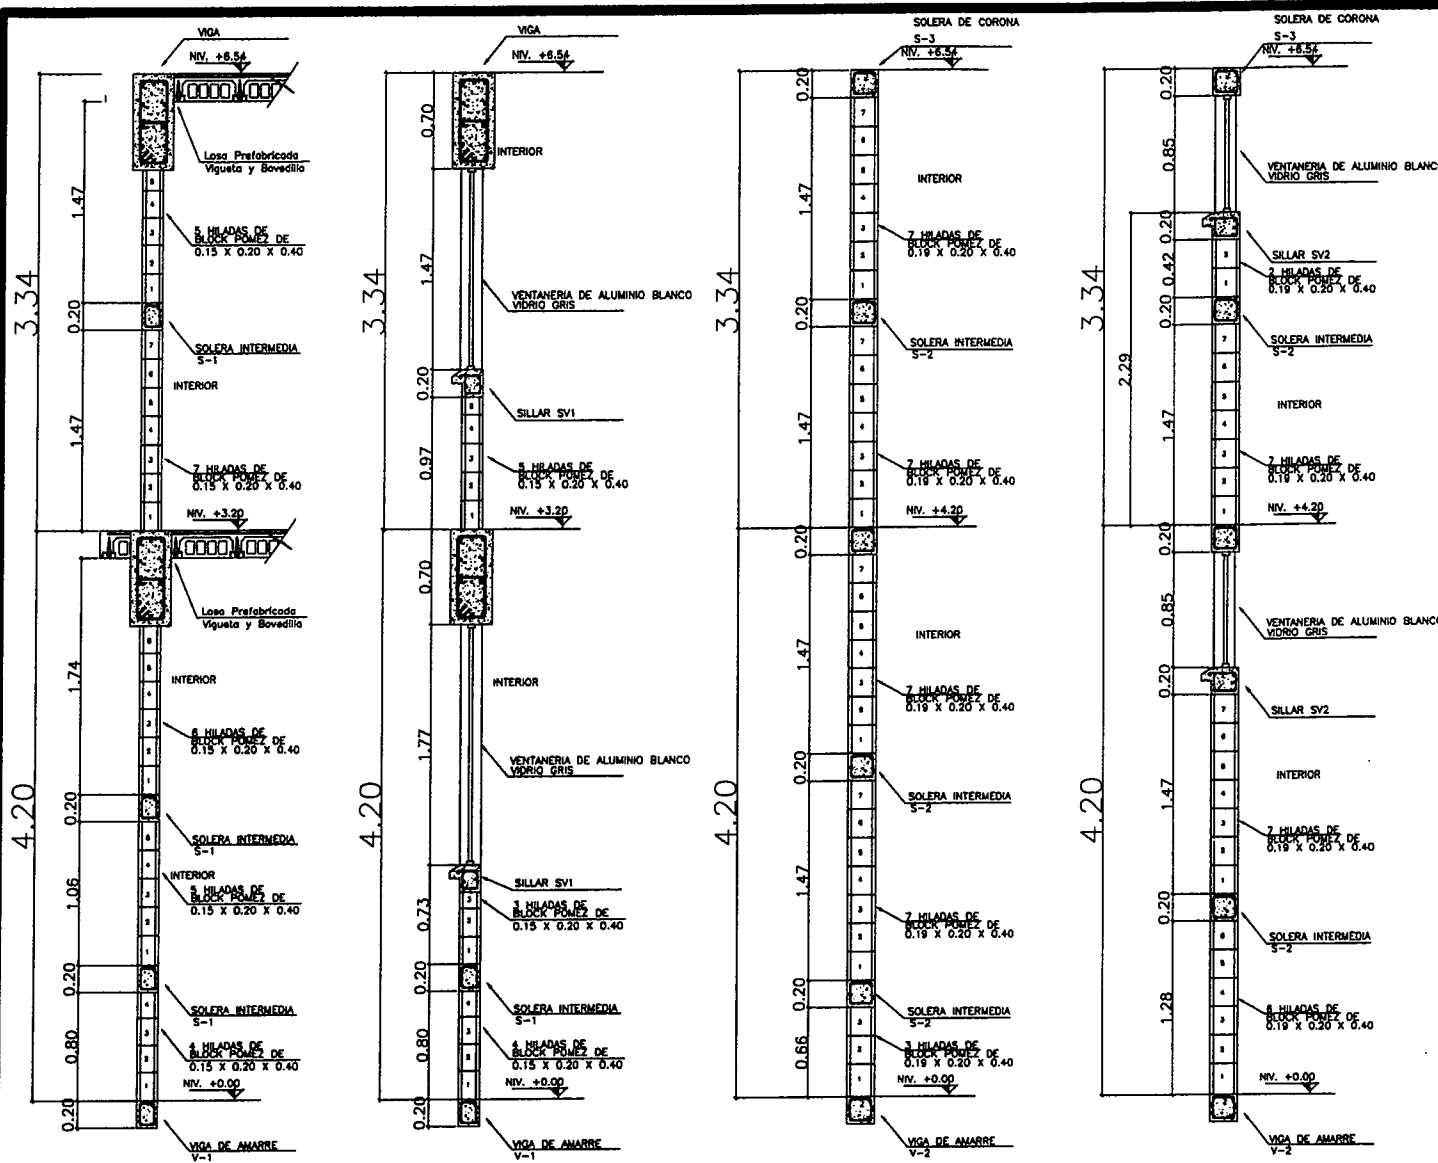 VIGA
NIV. +6.54
Losa Prefabricada
Vigueta y Bovedilla
5 HILADAS DE
BLOCK POMEZ DE
0.15 X 0.20 X 0.40
SOLERA INTERMEDIA
S-1
INTERIOR
7 HILADAS DE
BLOCK POMEZ DE
0.15 X 0.20 X 0.40
NIV. +3.20
Losa Prefabricada
Vigueta y Bovedilla
INTERIOR
6 HILADAS DE
BLOCK POMEZ DE
0.15 X 0.20 X 0.40
SOLERA INTERMEDIA
S-1
INTERIOR
5 HILADAS DE
BLOCK POMEZ DE
0.15 X 0.20 X 0.40
SOLERA INTERMEDIA
S-1
4 HILADAS DE
BLOCK POMEZ DE
0.15 X 0.20 X 0.40
NIV. +0.00
VIGA DE AMARRE
V-1
3.34
4.20
1.47
0.20
1.47
1.74
0.20
1.06
0.20
0.80
0.20
VIGA
NIV. +6.54
INTERIOR
VENTANERIA DE ALUMINIO BLANCO
VIDRIO GRIS
SILLAR SV1
5 HILADAS DE
BLOCK POMEZ DE
0.15 X 0.20 X 0.40
NIV. +3.20
INTERIOR
VENTANERIA DE ALUMINIO BLANCO
VIDRIO GRIS
SILLAR SV1
3 HILADAS DE
BLOCK POMEZ DE
0.15 X 0.20 X 0.40
SOLERA INTERMEDIA
S-1
4 HILADAS DE
BLOCK POMEZ DE
0.15 X 0.20 X 0.40
NIV. +0.00
VIGA DE AMARRE
V-1
3.34
4.20
0.70
1.47
0.20
0.97
0.70
1.77
0.73
0.20
0.80
0.20
SOLERA DE CORONA
S-3
NIV. +6.54
INTERIOR
7 HILADAS DE
BLOCK POMEZ DE
0.19 X 0.20 X 0.40
SOLERA INTERMEDIA
S-2
7 HILADAS DE
BLOCK POMEZ DE
0.19 X 0.20 X 0.40
NIV. +4.20
INTERIOR
7 HILADAS DE
BLOCK POMEZ DE
0.19 X 0.20 X 0.40
SOLERA INTERMEDIA
S-2
7 HILADAS DE
BLOCK POMEZ DE
0.19 X 0.20 X 0.40
SOLERA INTERMEDIA
S-2
3 HILADAS DE
BLOCK POMEZ DE
0.19 X 0.20 X 0.40
NIV. +0.00
VIGA DE AMARRE
V-2
3.34
4.20
0.20
1.47
0.20
1.47
0.20
1.47
0.20
1.47
0.20
0.66
SOLERA DE CORONA
S-3
NIV. +6.54
VENTANERIA DE ALUMINIO BLANCO
VIDRIO GRIS
SILLAR SV2
2 HILADAS DE
BLOCK POMEZ DE
0.19 X 0.20 X 0.40
SOLERA INTERMEDIA
S-2
INTERIOR
7 HILADAS DE
BLOCK POMEZ DE
0.19 X 0.20 X 0.40
NIV. +4.20
VENTANERIA DE ALUMINIO BLANCO
VIDRIO GRIS
SILLAR SV2
INTERIOR
7 HILADAS DE
BLOCK POMEZ DE
0.19 X 0.20 X 0.40
SOLERA INTERMEDIA
S-2
6 HILADAS DE
BLOCK POMEZ DE
0.19 X 0.20 X 0.40
NIV. +0.00
VIGA DE AMARRE
V-2
3.34
4.20
2.29
0.20
0.85
0.20
0.42
0.20
1.47
0.20
0.85
0.20
1.47
0.20
1.28